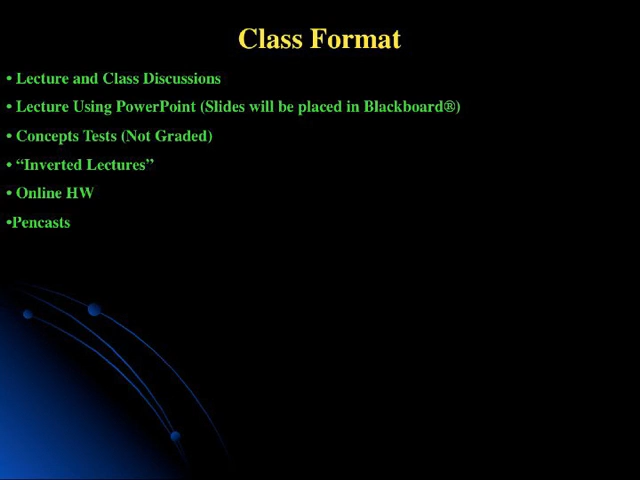 Class Format
• Lecture and Class Discussions
• Lecture Using PowerPoint (Slides will be placed in Blackboard®)
• Concepts Tests (Not Graded)
• “Inverted Lectures”
• Online HW
•Pencasts